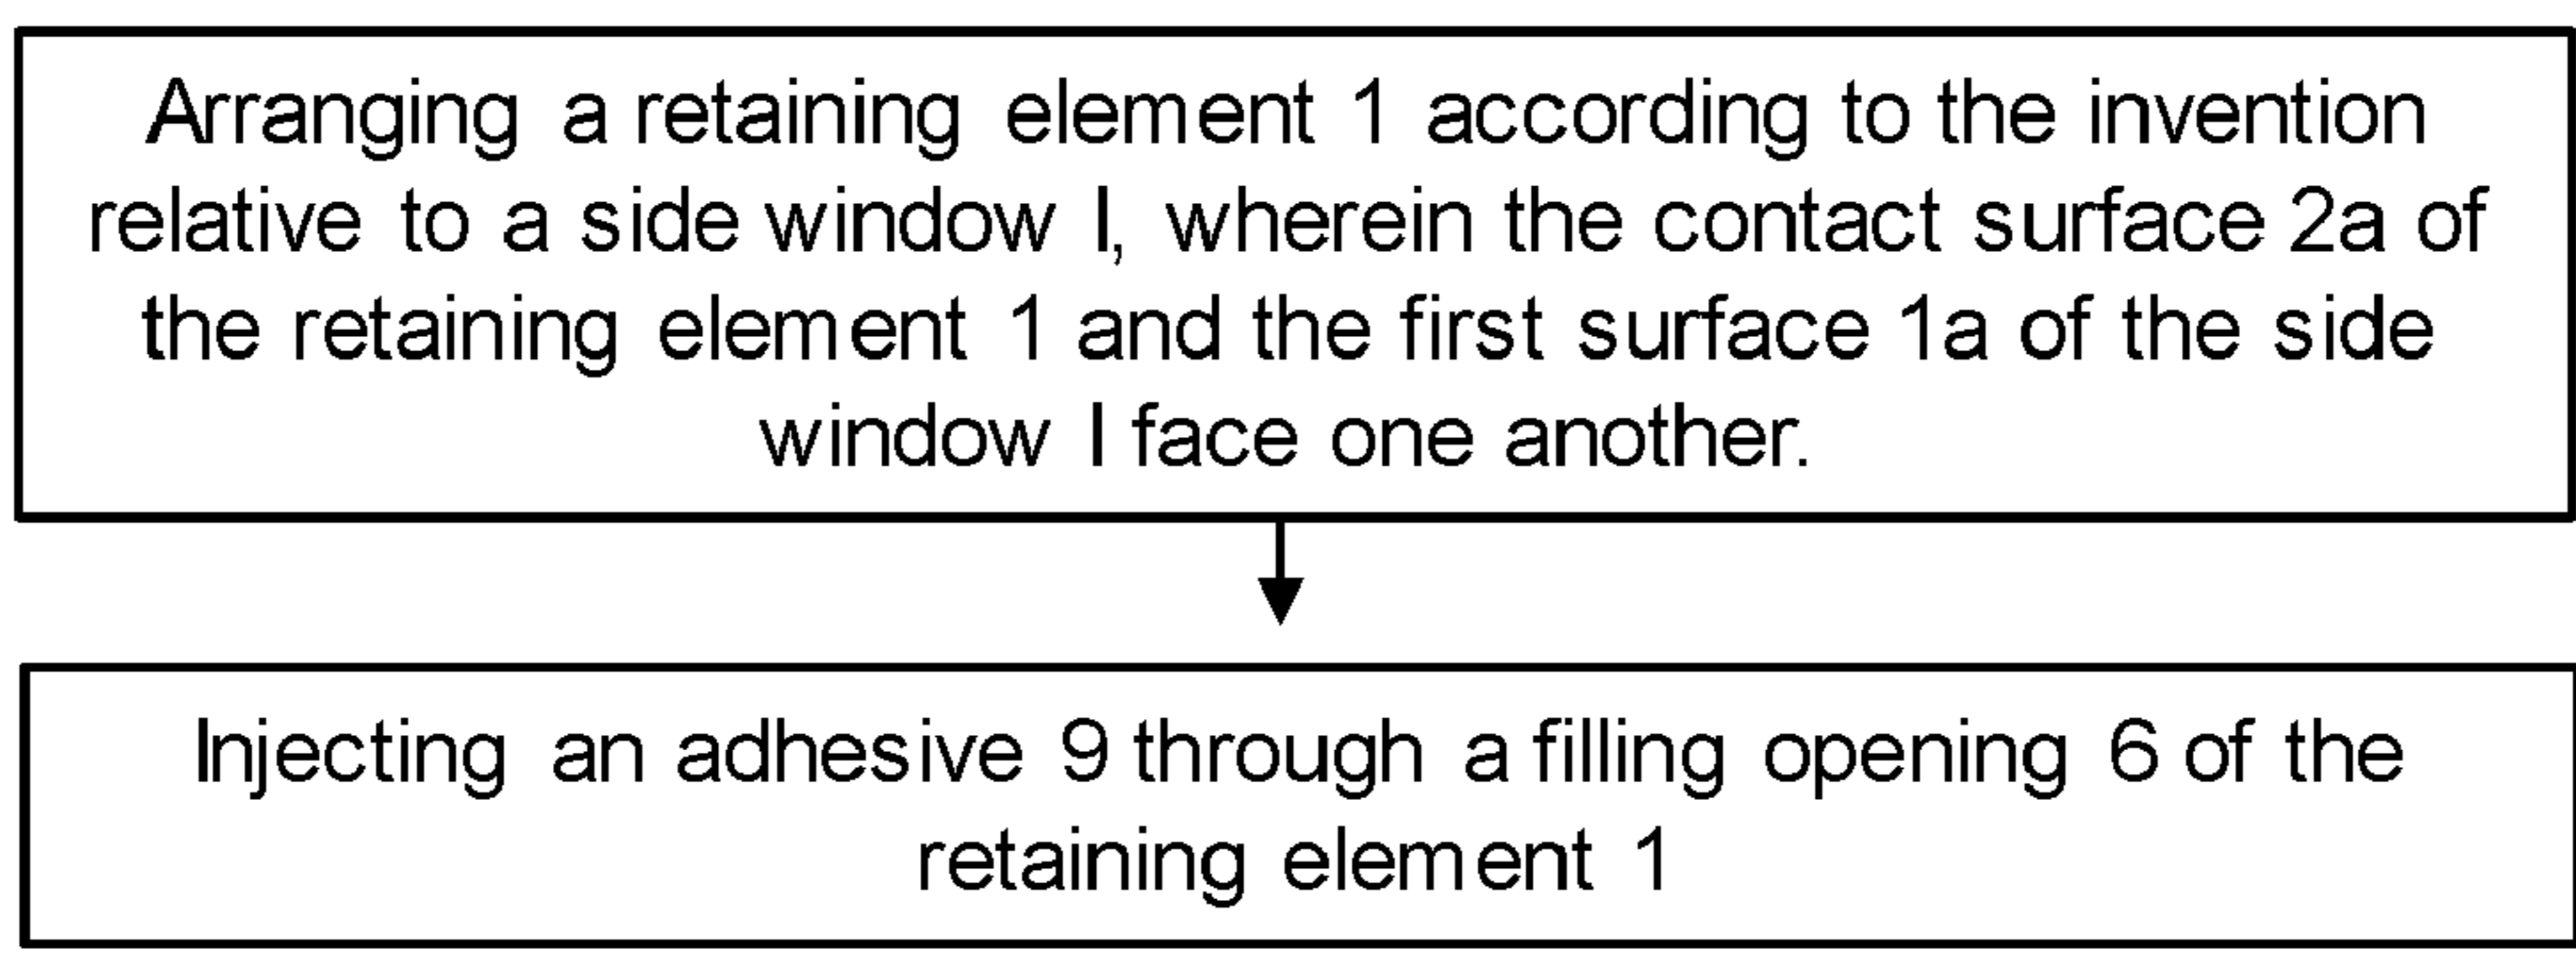 Arranging a retaining element 1 according to the invention
relative to a side window I, wherein the contact surface 2a of
the retaining element 1 and the first surface 1a of the side
window I face one another.
Injecting an adhesive 9 through a filling opening 6 of the
retaining element 1